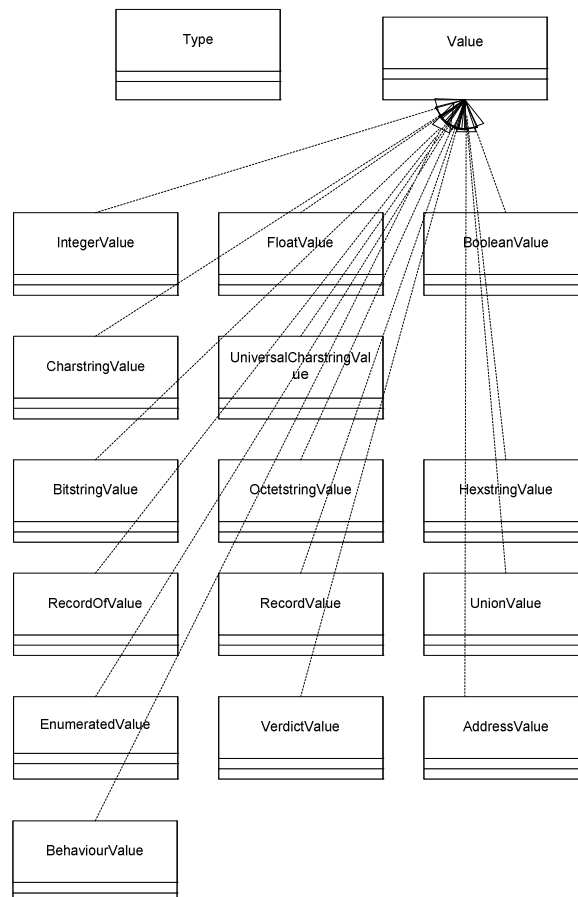 Type
Value
IntegerValue
FloatValue
BooleanValue
CharstringValue
UniversalCharstringVal
ue
BitstringValue
OctetstringValue
HexstringValue
RecordOfValue
RecordValue
UnionValue
EnumeratedValue
VerdictValue
AddressValue
BehaviourValue